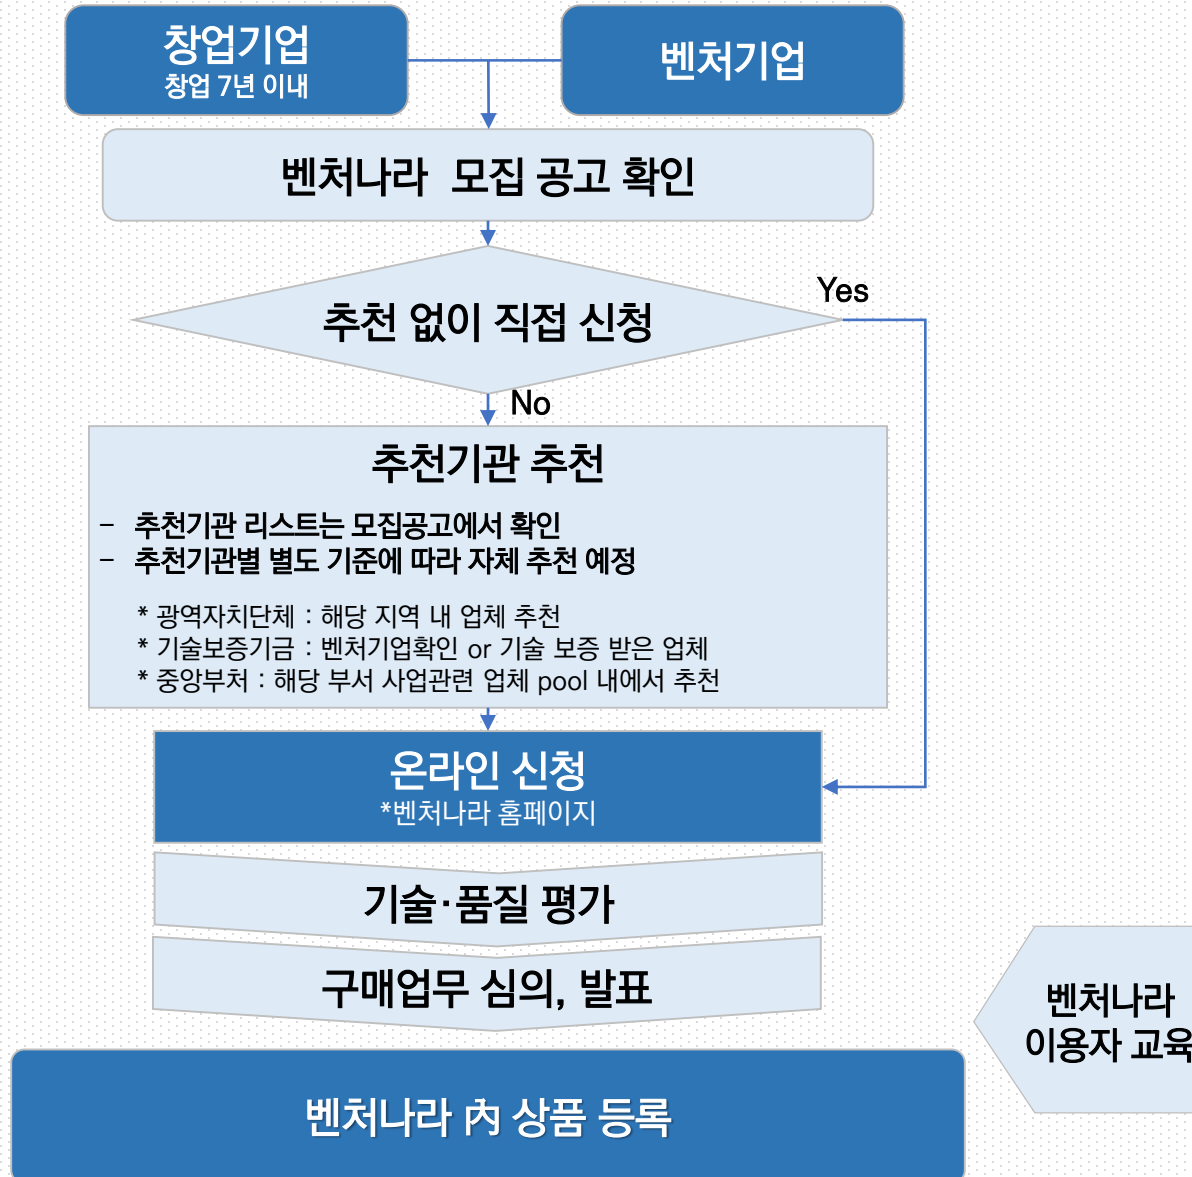 창업기업
창업 7년 이내
벤처기업
벤처나라 모집 공고 확인
추천 없이 직접 신청
Yes
No
추천기관 추천
- 추천기관 리스트는 모집공고에서 확인
- 추천기관별 별도 기준에 따라 자체 추천 예정
* 광역자치단체 : 해당 지역 내 업체 추천
* 기술보증기금 : 벤처기업확인 or 기술 보증 받은 업체
* 중앙부처 : 해당 부서 사업관련 업체 pool 내에서 추천
온라인 신청
*벤처나라 홈페이지
기술·품질 평가
구매업무 심의, 발표
벤처나라
이용자 교육
벤처나라 內 상품 등록